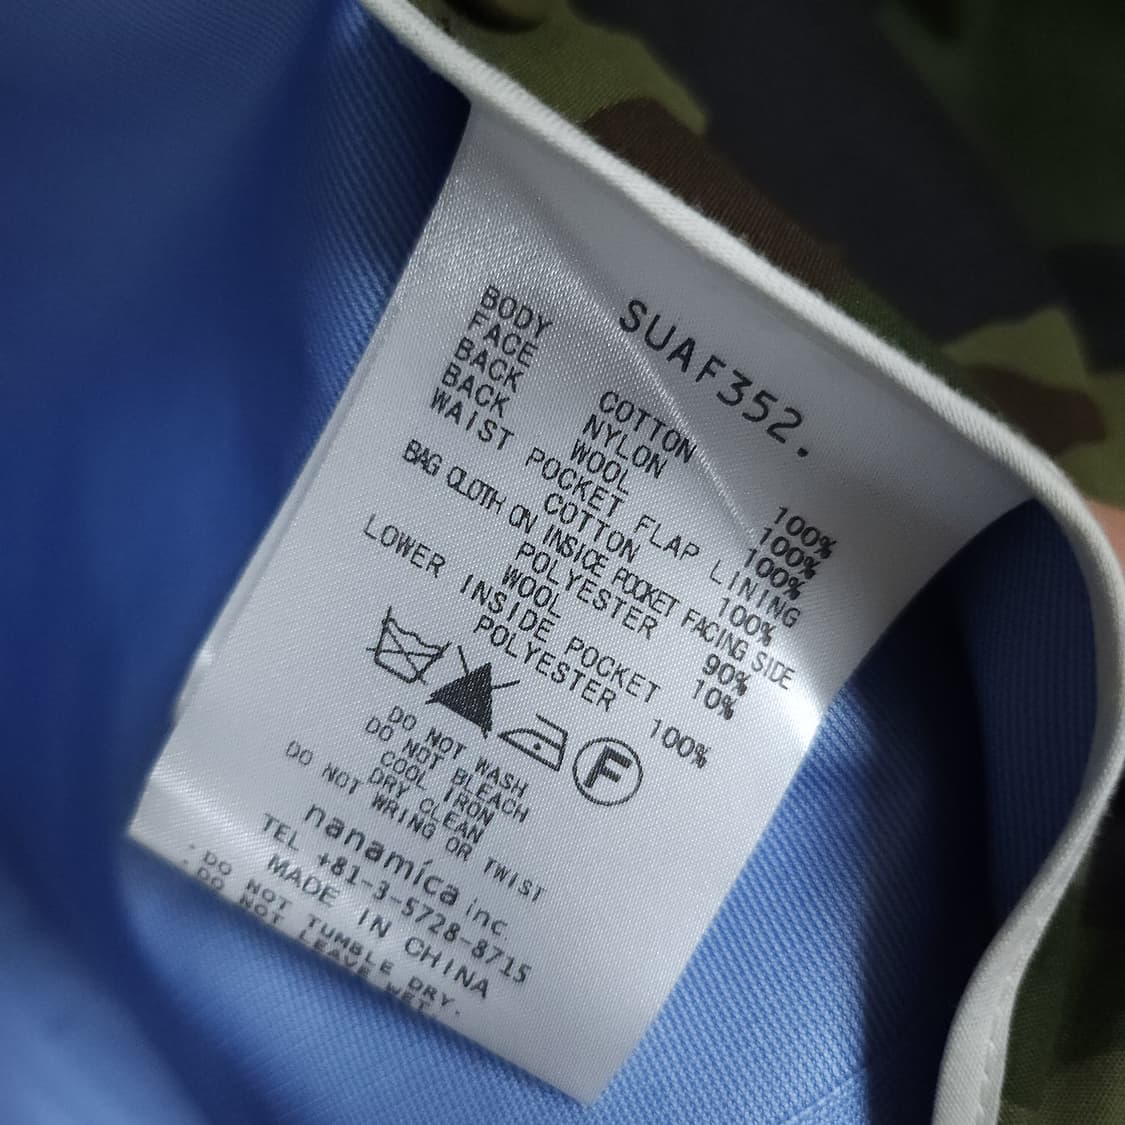 SUAF352.
BODY COTTON 100%
FACE NYLON 100%
BACK WOOL 100%
BACK
WAIST POCKET FLAP LINING
COTTON 100%
BAG CLOTH ON INSIDE POCKET FACING SIDE
POLYESTER 90%
WOOL 10%
LOWER INSIDE POCKET
POLYESTER 100%
F
DO NOT WASH
DO NOT BLEACH
COOL IRON
DRY CLEAN
DO NOT WRING OR TWIST
nanamica inc.
TEL +81-3-5728-8715
MADE IN CHINA
・DO NOT TUMBLE DRY.
・DO NOT LEAVE WET.